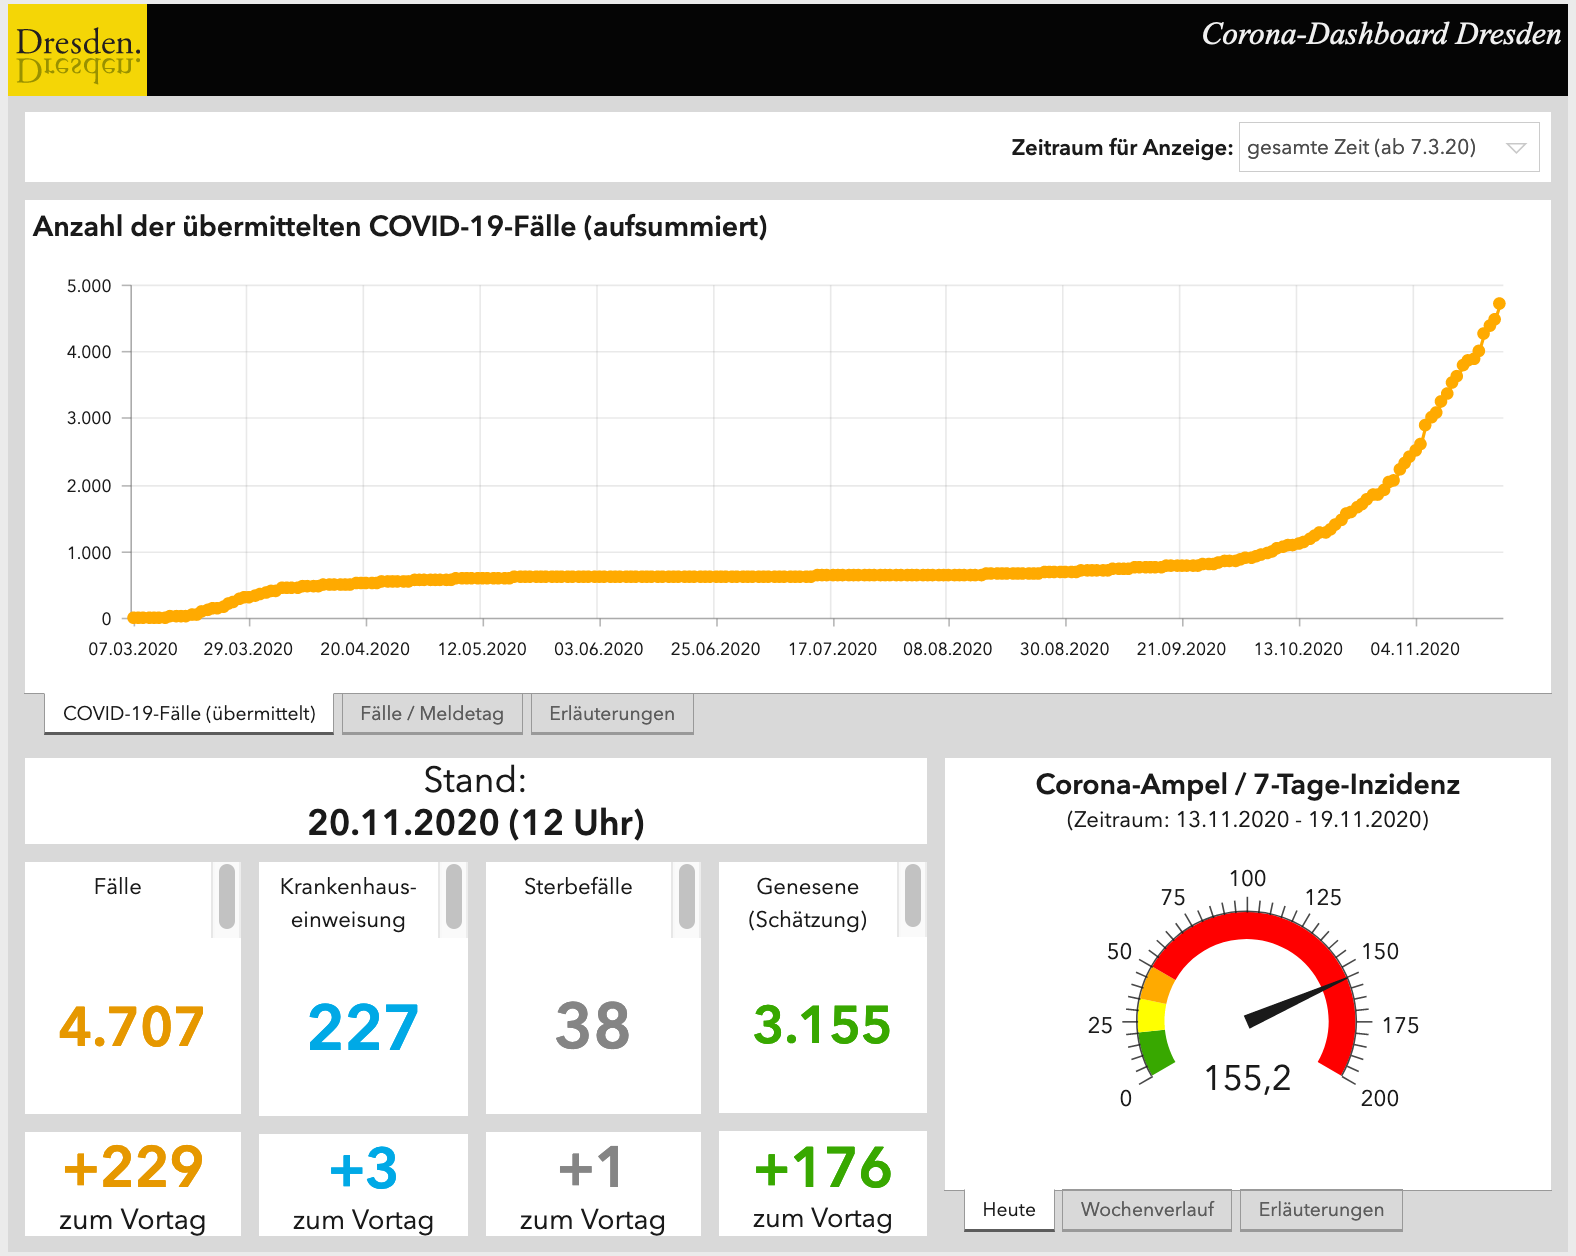 Dresden.
Dresden.
Corona-Dashboard Dresden
Zeitraum für Anzeige: gesamte Zeit (ab 7.3.20)
Anzahl der übermittelten COVID-19-Fälle (aufsummiert)
5.000
4.000
3.000
2.000
1.000
0
07.03.2020 29.03.2020 20.04.2020 12.05.2020 03.06.2020 25.06.2020 17.07.2020 08.08.2020 30.08.2020 21.09.2020 13.10.2020 04.11.2020
COVID-19-Fälle (übermittelt) Fälle / Meldetag Erläuterungen
Stand:
20.11.2020 (12 Uhr)
Fälle
4.707
+229
zum Vortag
Krankenhaus-
einweisung
227
+3
zum Vortag
Sterbefälle
38
+1
zum Vortag
Genesene
(Schätzung)
3.155
+176
zum Vortag
Corona-Ampel / 7-Tage-Inzidenz
(Zeitraum: 13.11.2020 - 19.11.2020)
0
25
50
75
100
125
150
175
200
155,2
Heute Wochenverlauf Erläuterungen